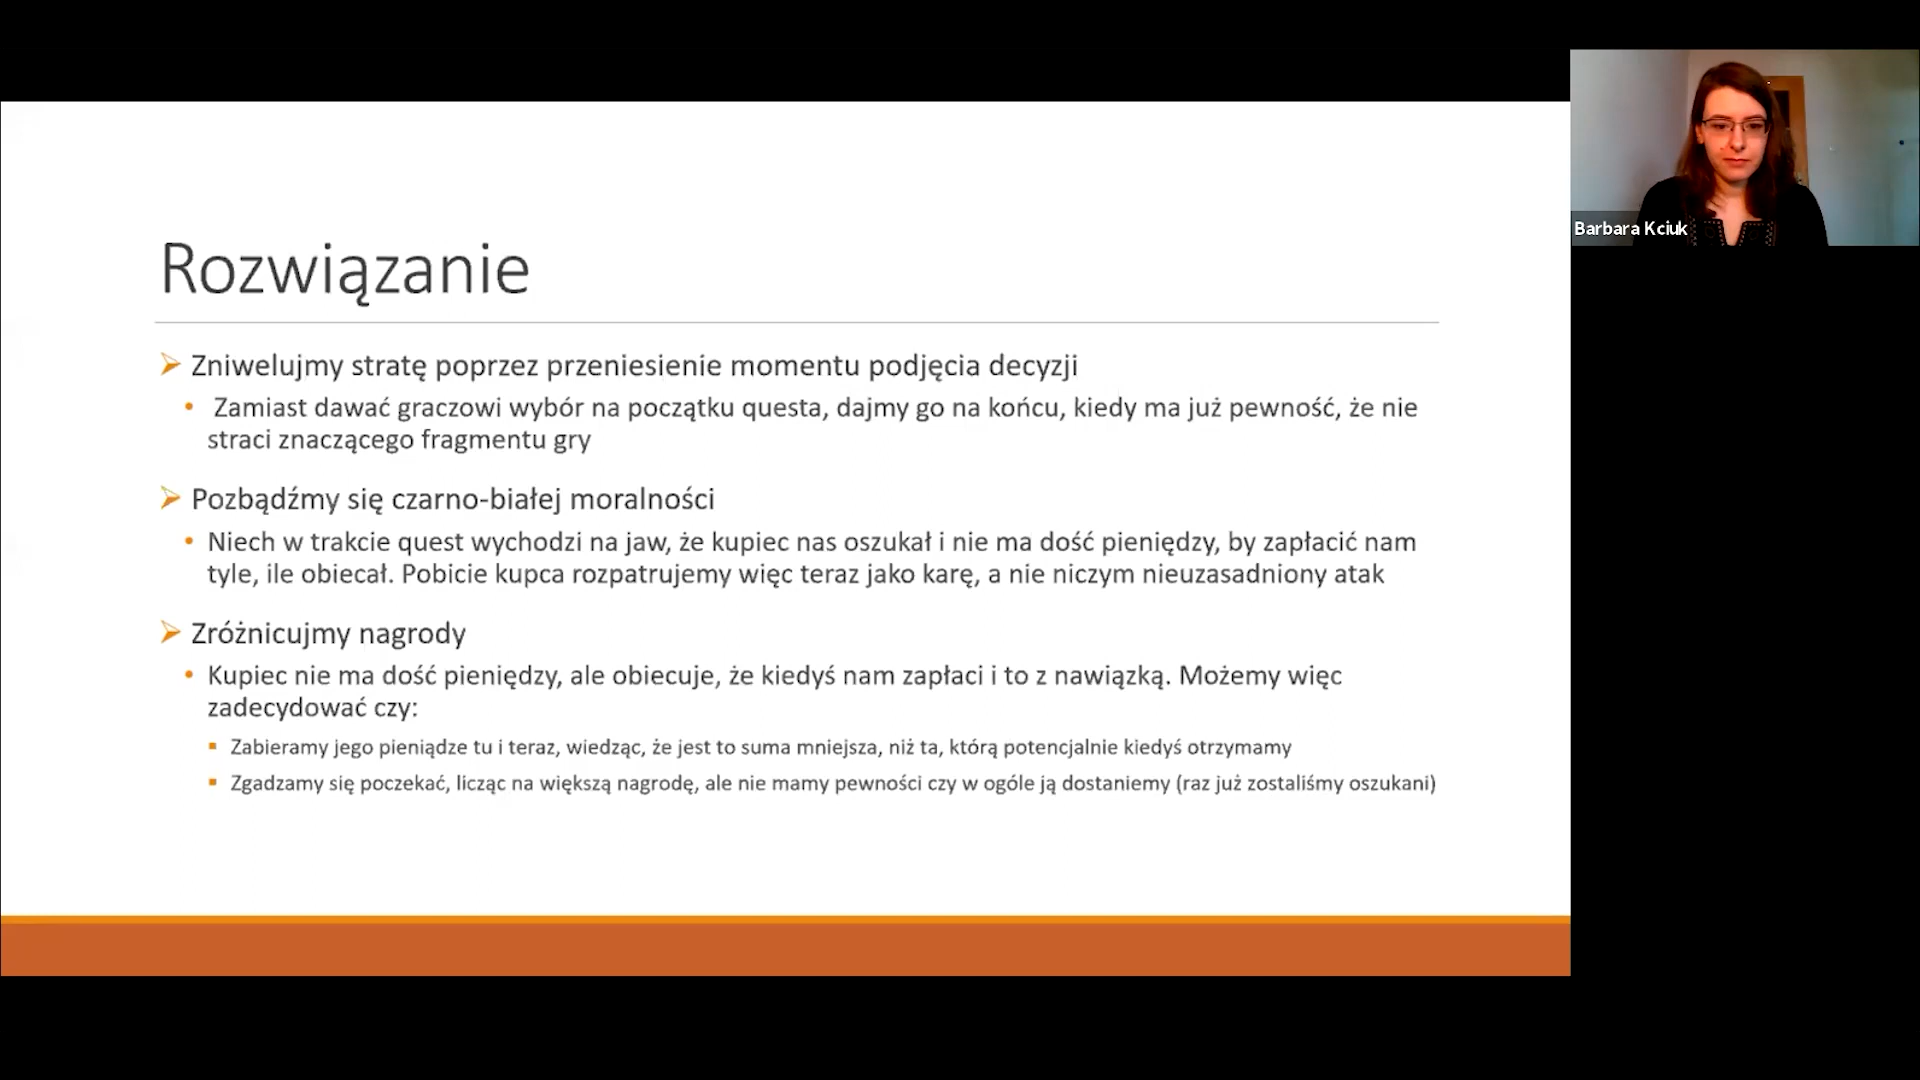 Rozwiązanie
Zniwelujmy stratę poprzez przeniesienie momentu podjęcia decyzji
Zamiast dawać graczowi wybór na początku questa, dajmy go na końcu, kiedy ma już pewność, że nie
straci znaczącego fragmentu gry
Pozbądźmy się czarno-białej moralności
Niech w trakcie quest wychodzi na jaw, że kupiec nas oszukał i nie ma dość pieniędzy, by zapłacić nam
tyle, ile obiecał. Pobicie kupca rozpatrujemy więc teraz jako karę, a nie niczym nieuzasadniony atak
Zróżnicujmy nagrody
Kupiec nie ma dość pieniędzy, ale obiecuje, że kiedyś nam zapłaci i to z nawiązką. Możemy więc
zadecydować czy:
Zabieramy jego pieniądze tu i teraz, wiedząc, że jest to suma mniejsza, niż ta, którą potencjalnie kiedyś otrzymamy
Zgadzamy się poczekać, licząc na większą nagrodę, ale nie mamy pewności czy w ogóle ją dostaniemy (raz już zostaliśmy oszukani)
Barbara Kciuk